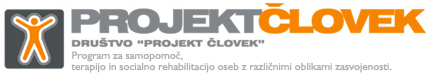 PROJEKTČLOVEK
DRUŠTVO "PROJEKT ČLOVEK"
Program za samopomoč,
terapijo in socialno rehabilitacijo oseb z različnimi oblikami zasvojenosti.